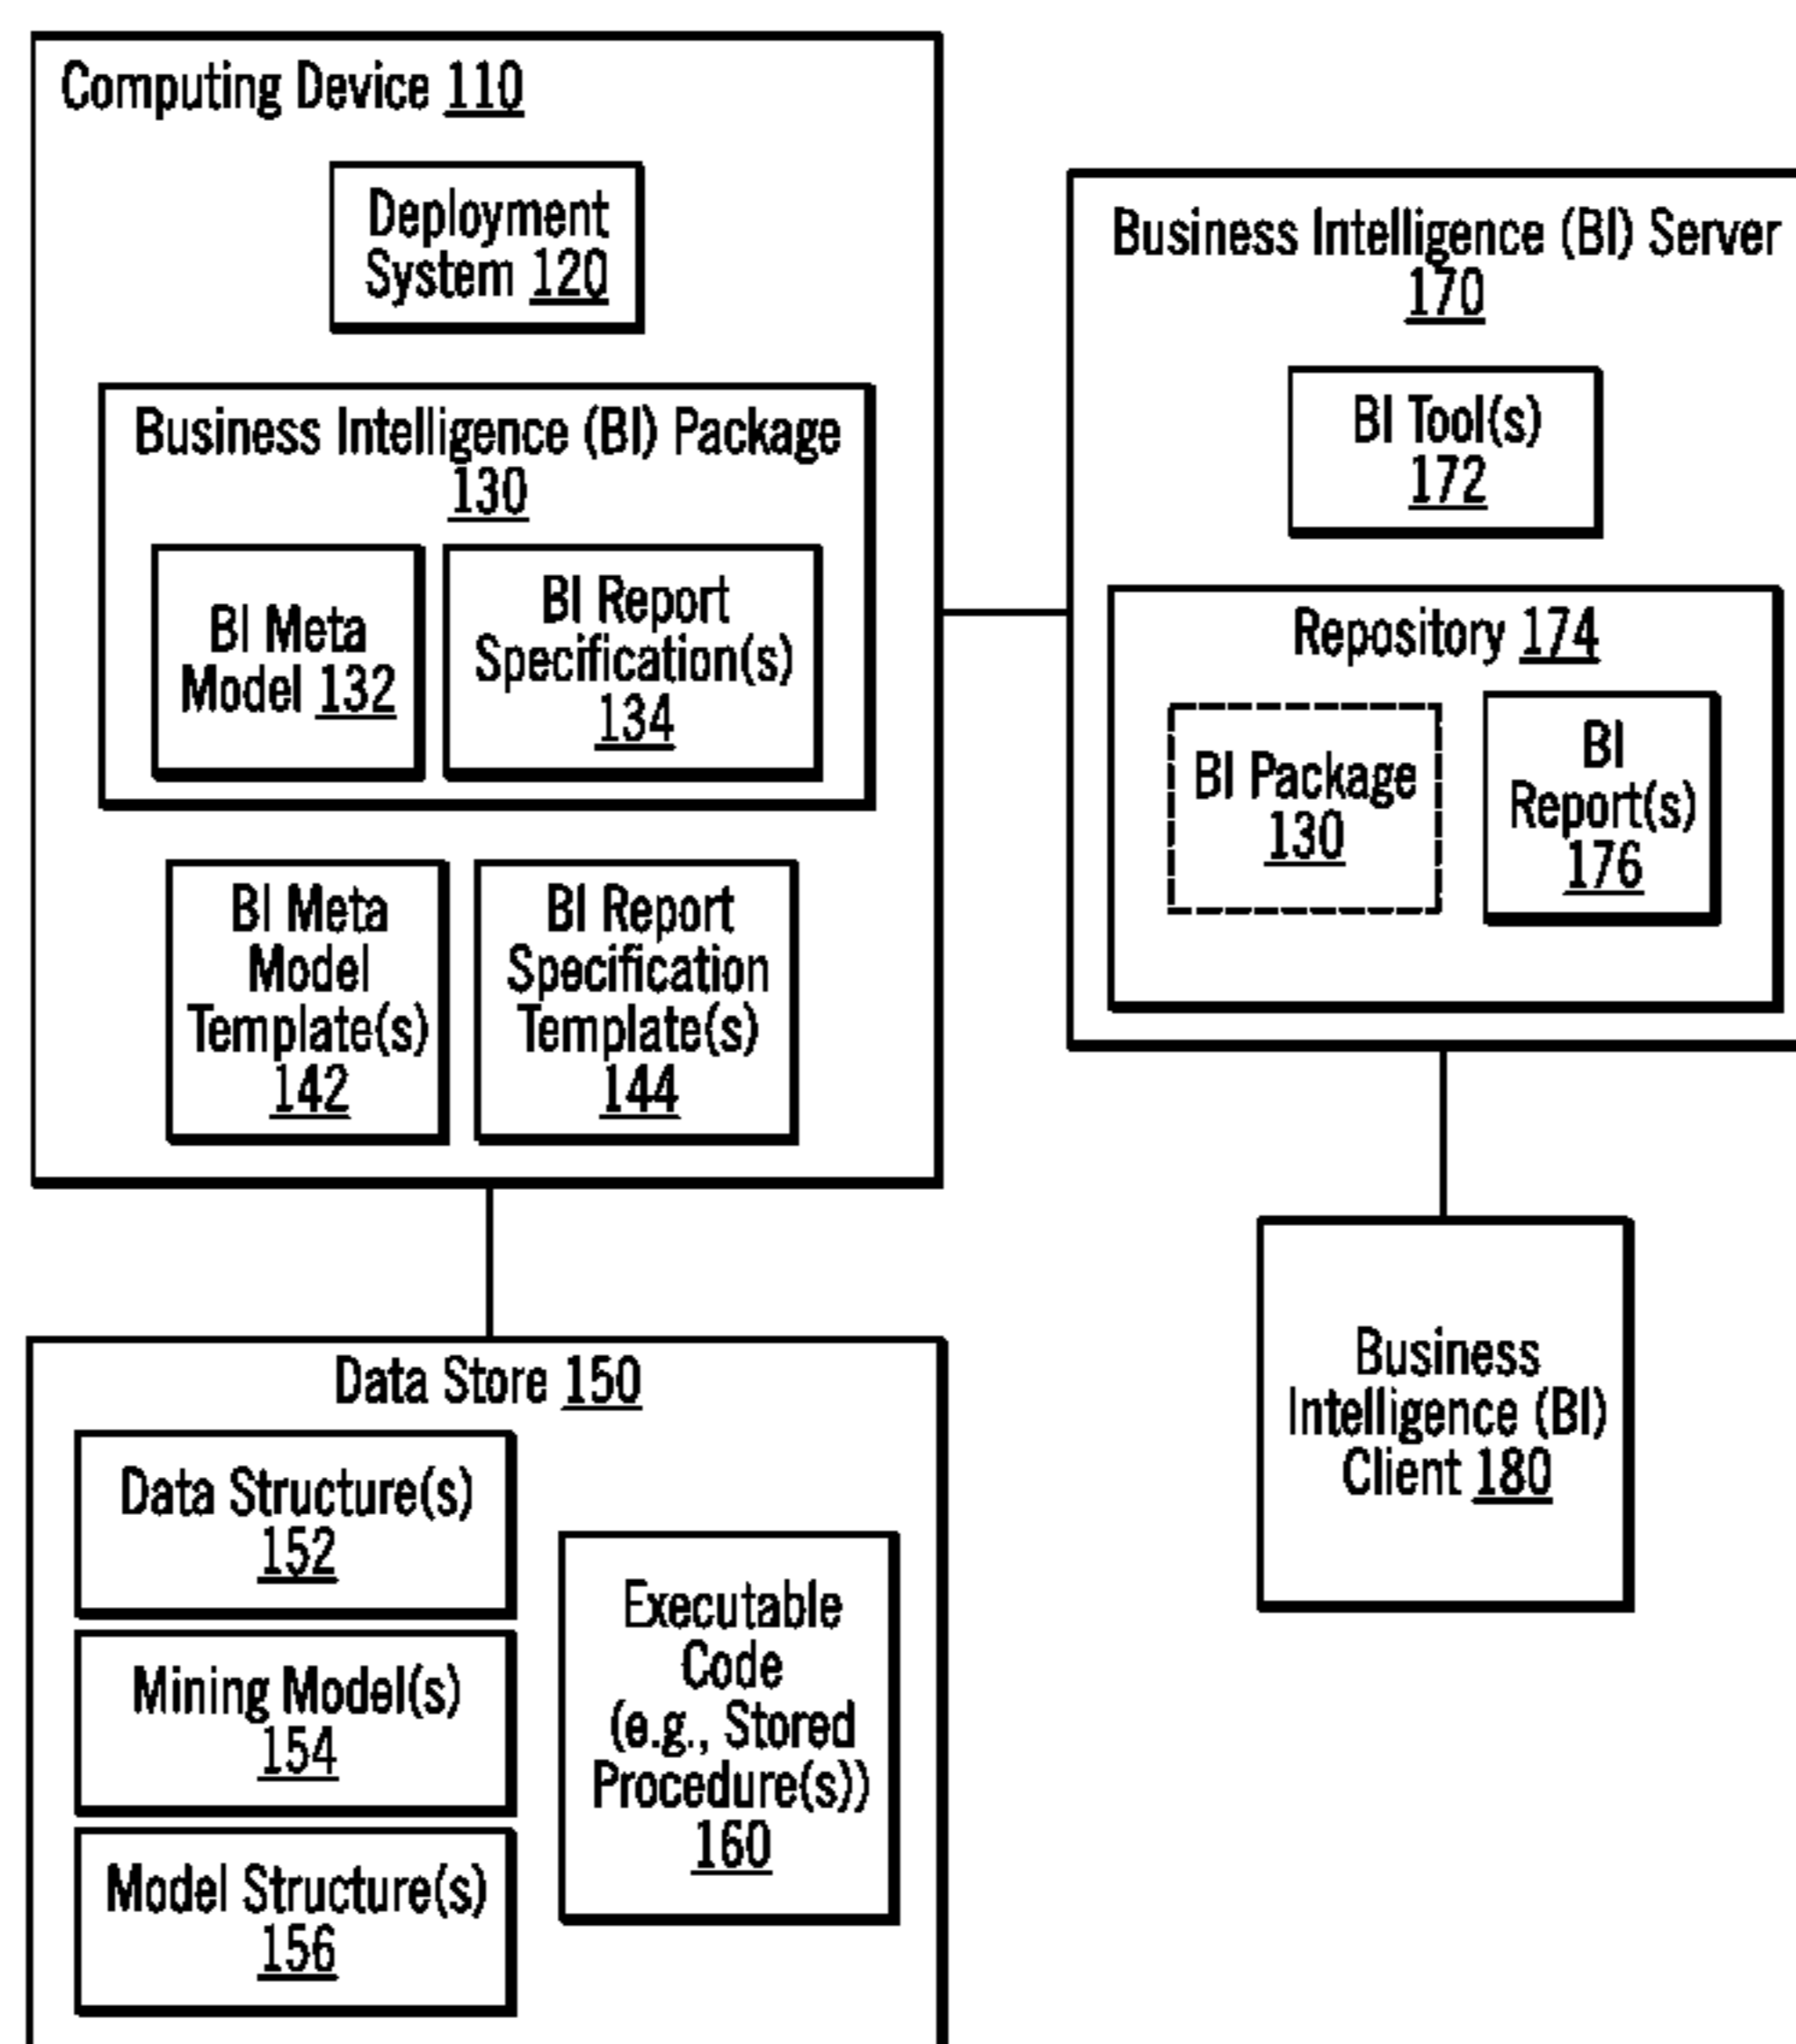 Computing Device 110
Deployment
System 120
Business Intelligence (BI) Package
130
BI Meta
Model 132
BI Report
Specification(s)
134
BI Meta
Model
Template(s)
142
BI Report
Specification
Template(s)
144
Business Intelligence (BI) Server
170
BI Tool(s)
172
Repository 174
BI Package
130
BI
Report(s)
176
Business
Intelligence (BI)
Client 180
Data Store 150
Data Structure(s)
152
Mining Model(s)
154
Model Structure(s)
156
Executable
Code
(e.g., Stored
Procedure(s))
160